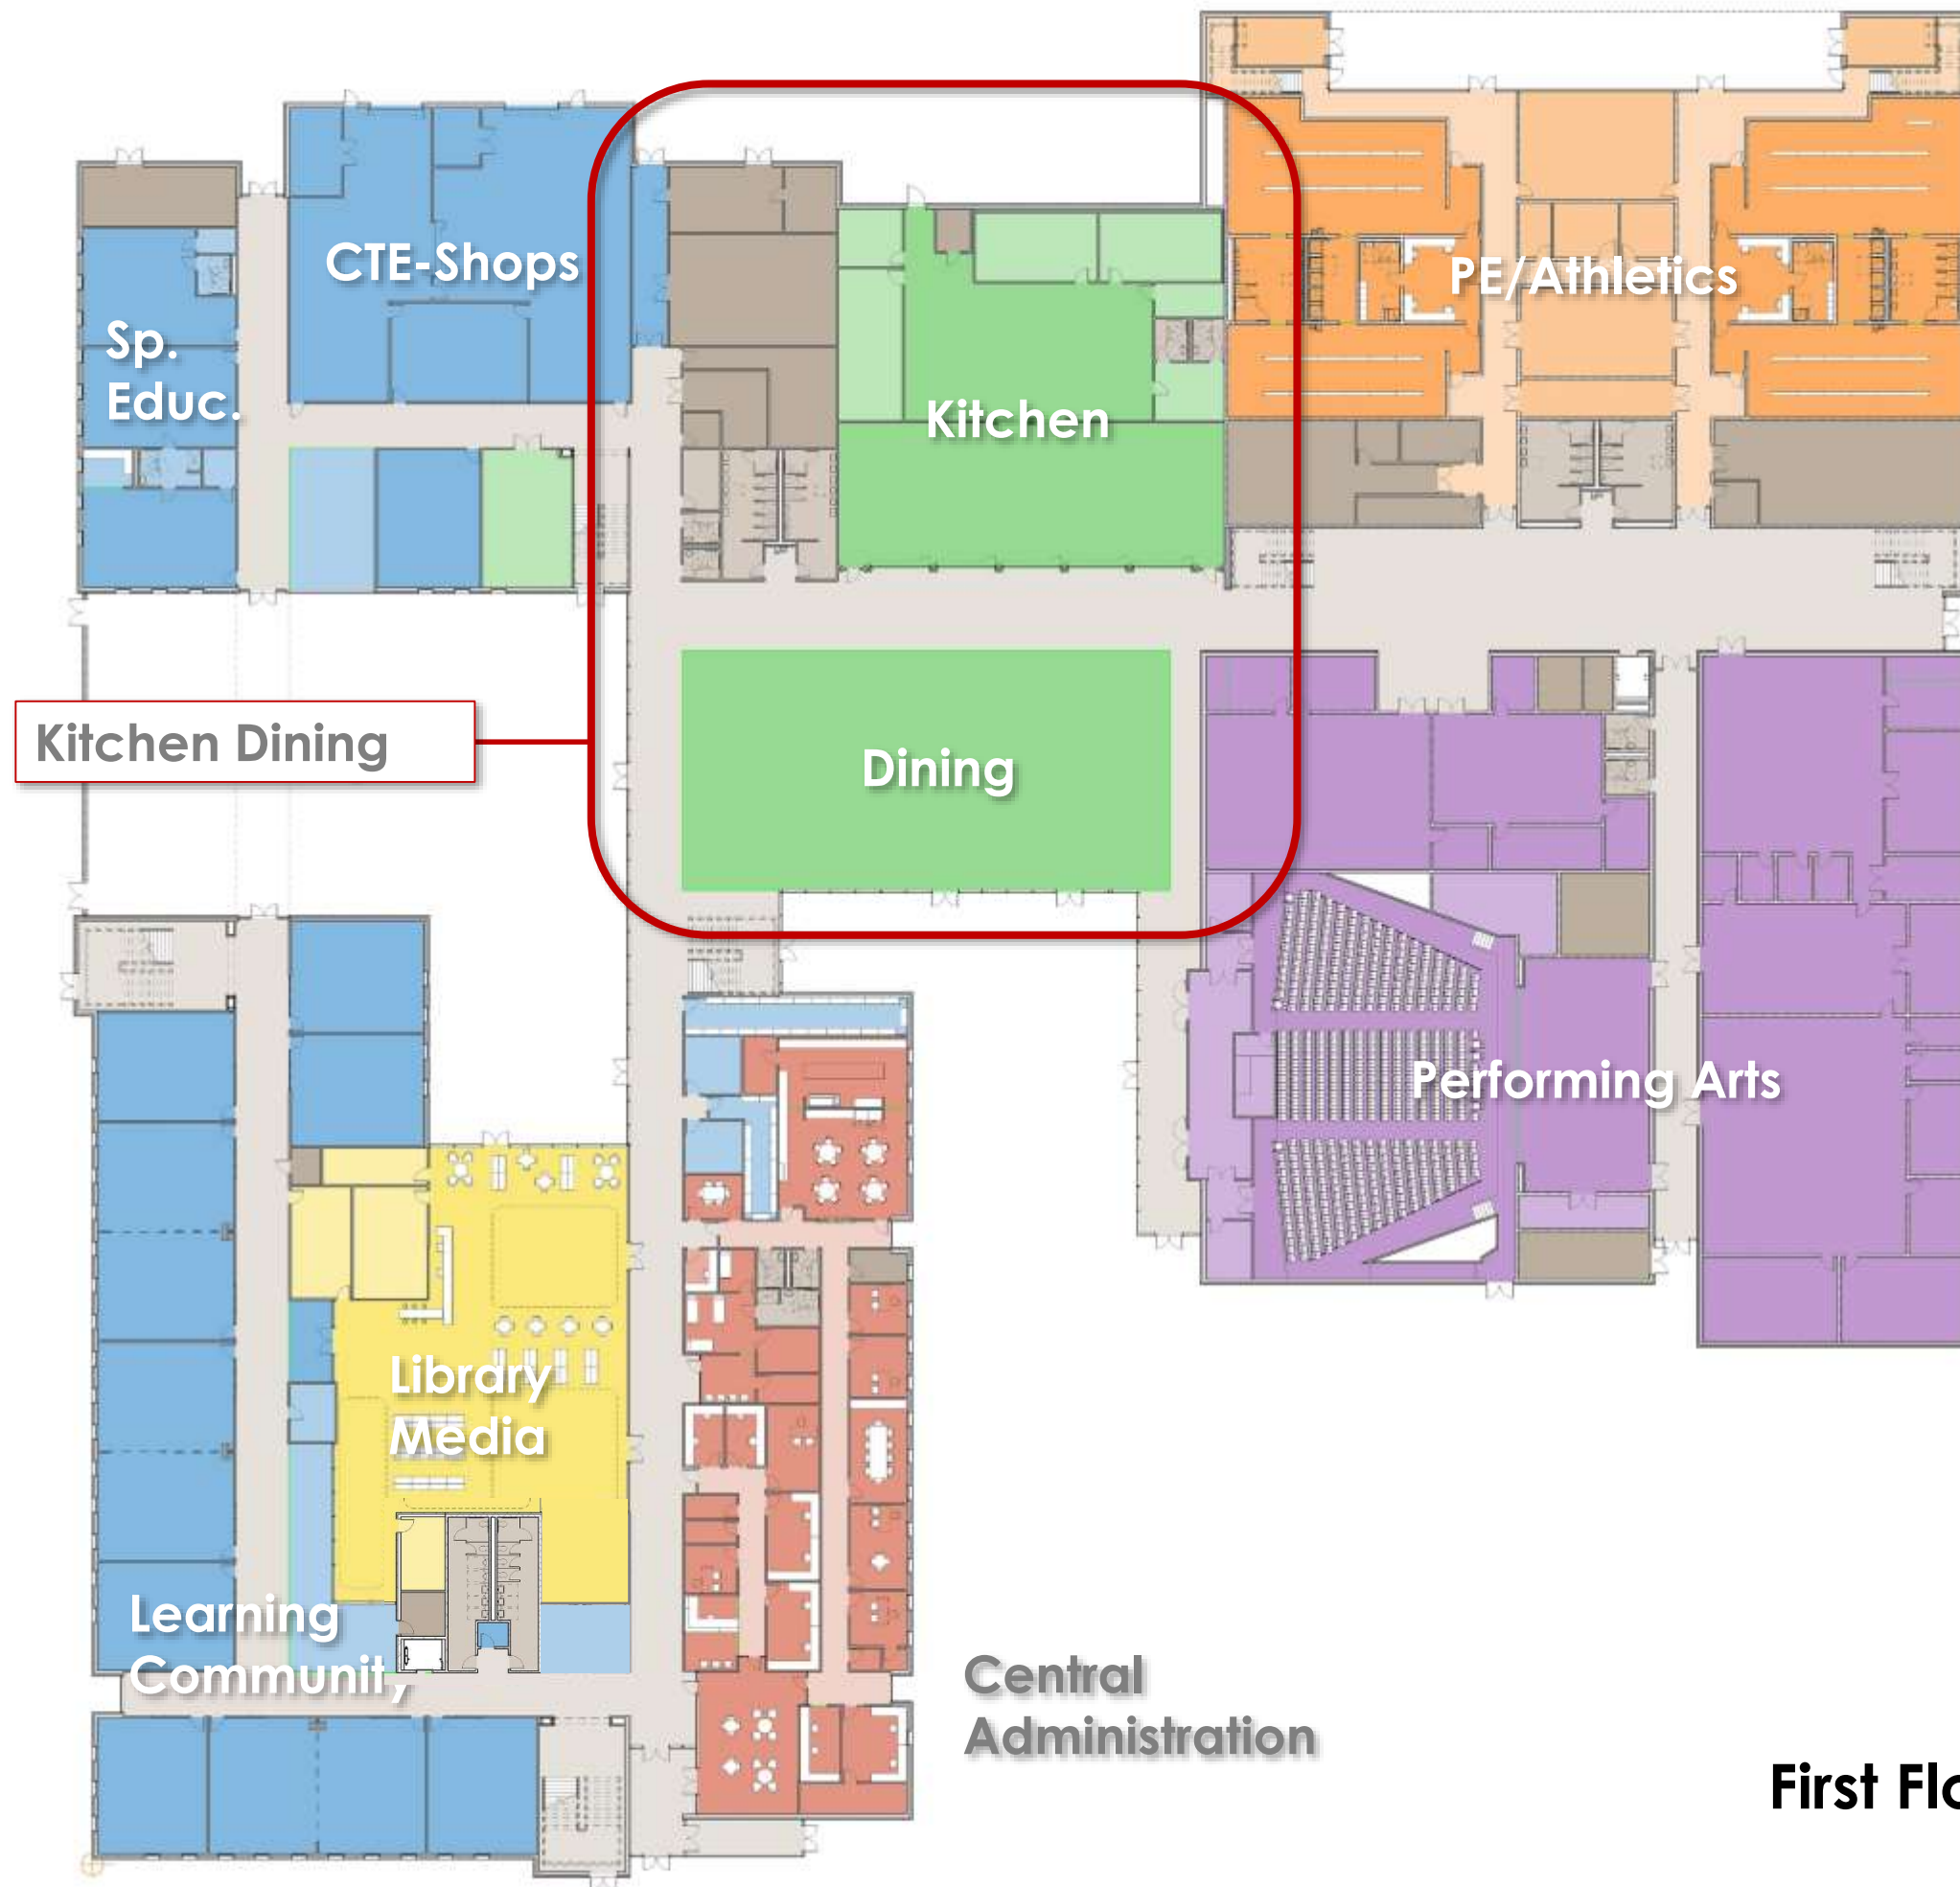 CTE-Shops
PE/Athletics
Sp.
Educ.
Kitchen
Kitchen Dining
Dining
Performing Arts
Library
Media
Learning
Communit
Central
Administration
First Flo